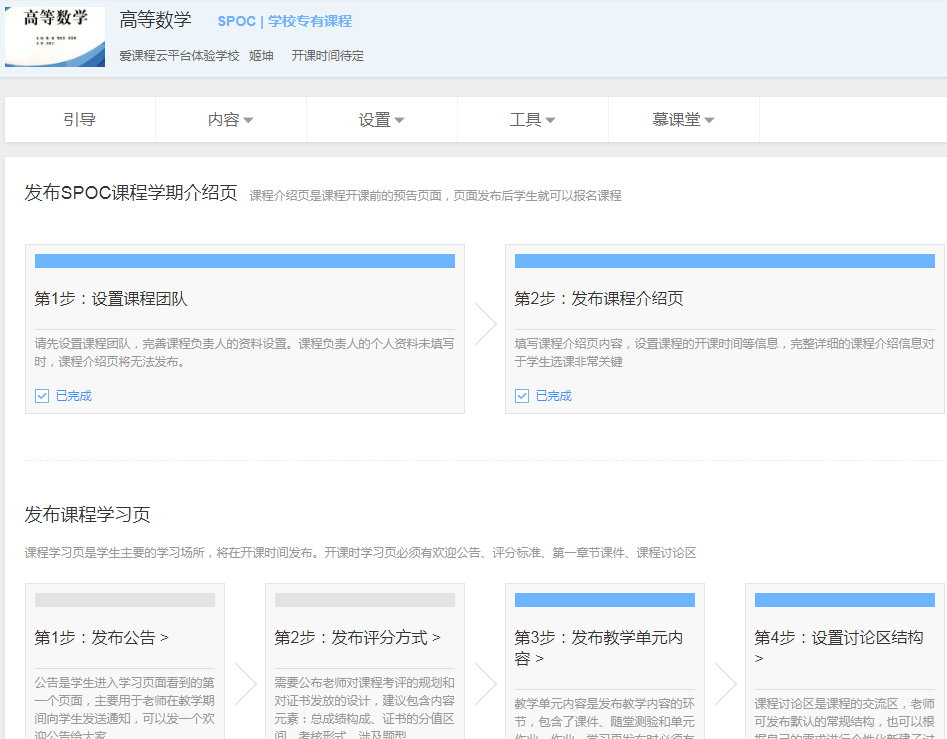 高等数学
高等数学 SPOC | 学校专有课程
爱课程云平台体验学校 姬坤 开课时间待定
引导 内容 设置 工具 慕课堂
发布SPOC课程学期介绍页 课程介绍页是课程开课前的预告页面，页面发布后学生就可以报名课程
第1步：设置课程团队
请先设置课程团队，完善课程负责人的资料设置。课程负责人的个人资料未填写
时，课程介绍页将无法发布。
已完成
第2步：发布课程介绍页
填写课程介绍页内容，设置课程的开课时间等信息，完整详细的课程介绍信息对
于学生选课非常关键
已完成
发布课程学习页
课程学习页是学生主要的学习场所，将在开课时间发布。开课时学习页必须有欢迎公告、评分标准、第一章节课件、课程讨论区
第1步：发布公告 >
公告是学生进入学习页面看到的第
一个页面，主要用于老师在教学期
间向学生发送通知，可以发一个欢
迎公告给大家
第2步：发布评分方式 >
需要公布老师对课程考评的规划和
对证书发放的设计，建议包含内容
元素：总成绩构成、证书的分值区
间、考核形式、涉及题型
第3步：发布教学单元内
容 >
教学单元内容是发布教学内容的环
节，包含了课件、随堂测验和单元
作业、作业。学习页发布时必须有
第4步：设置讨论区结构
>
课程讨论区是课程的交流区，老师
可发布默认的常规结构，也可以根
据自己的需求进行个性化新建子讨